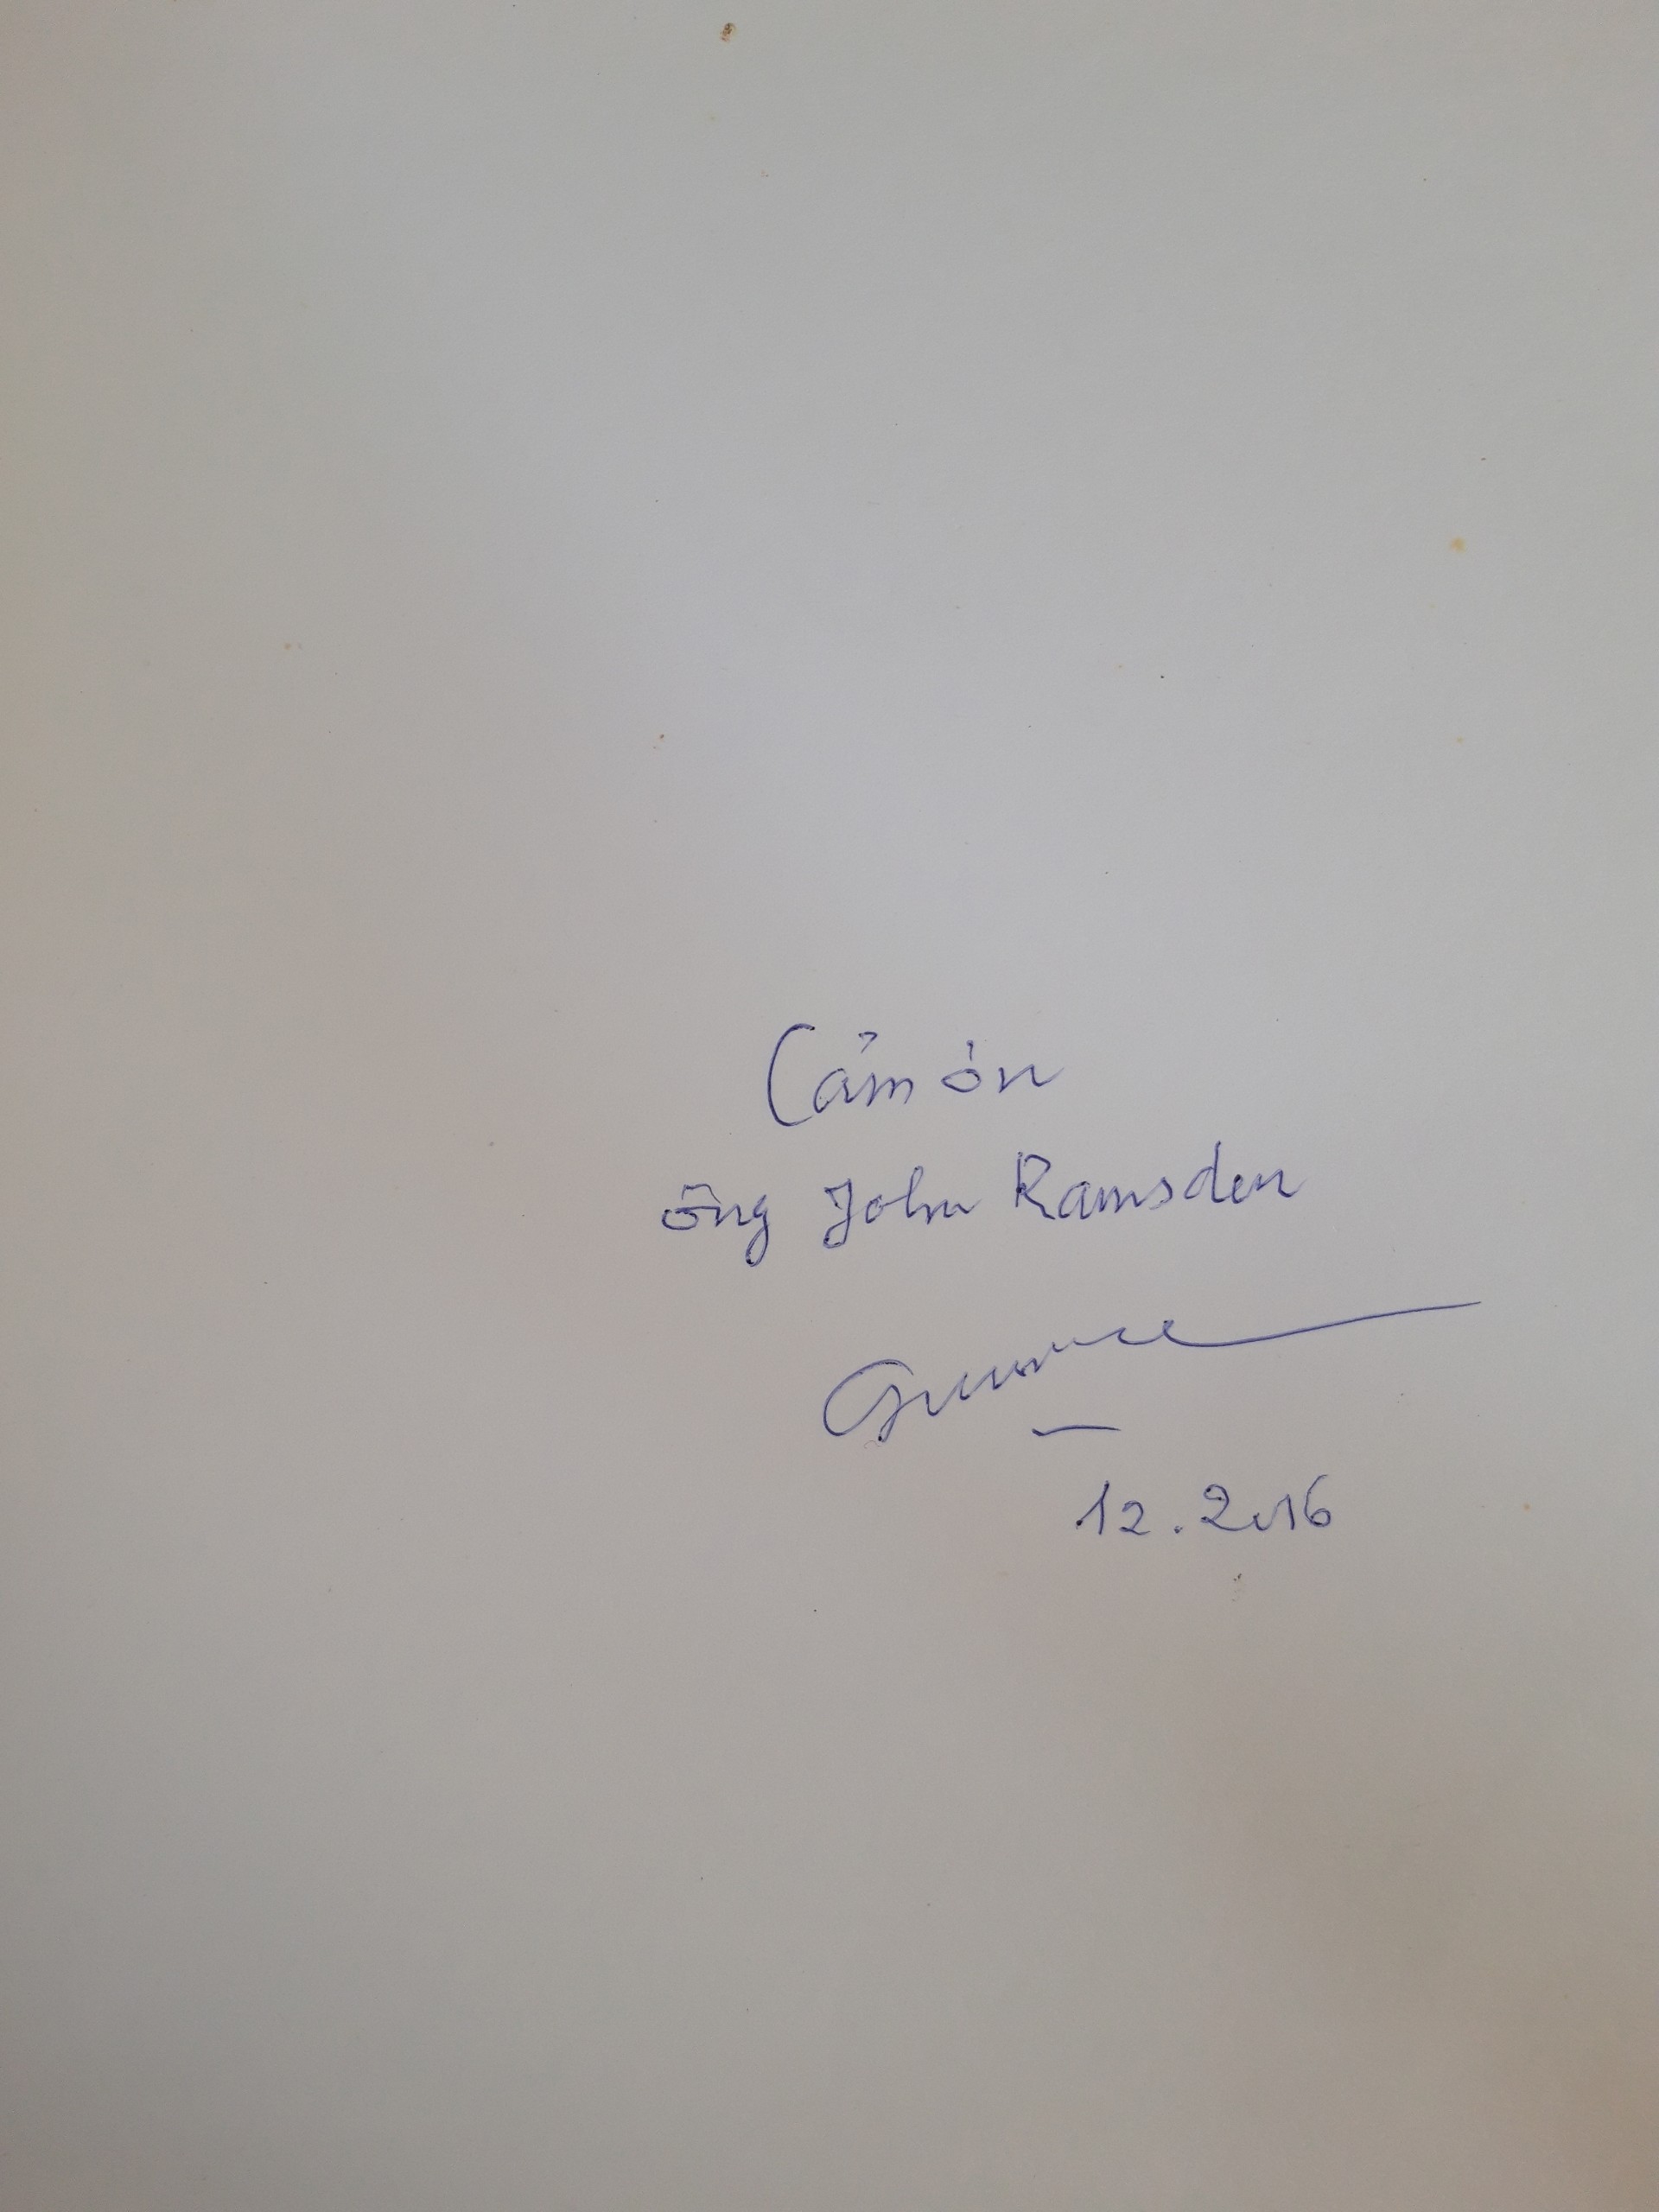 Cảm ơn
ông John Ramsden
12.2016